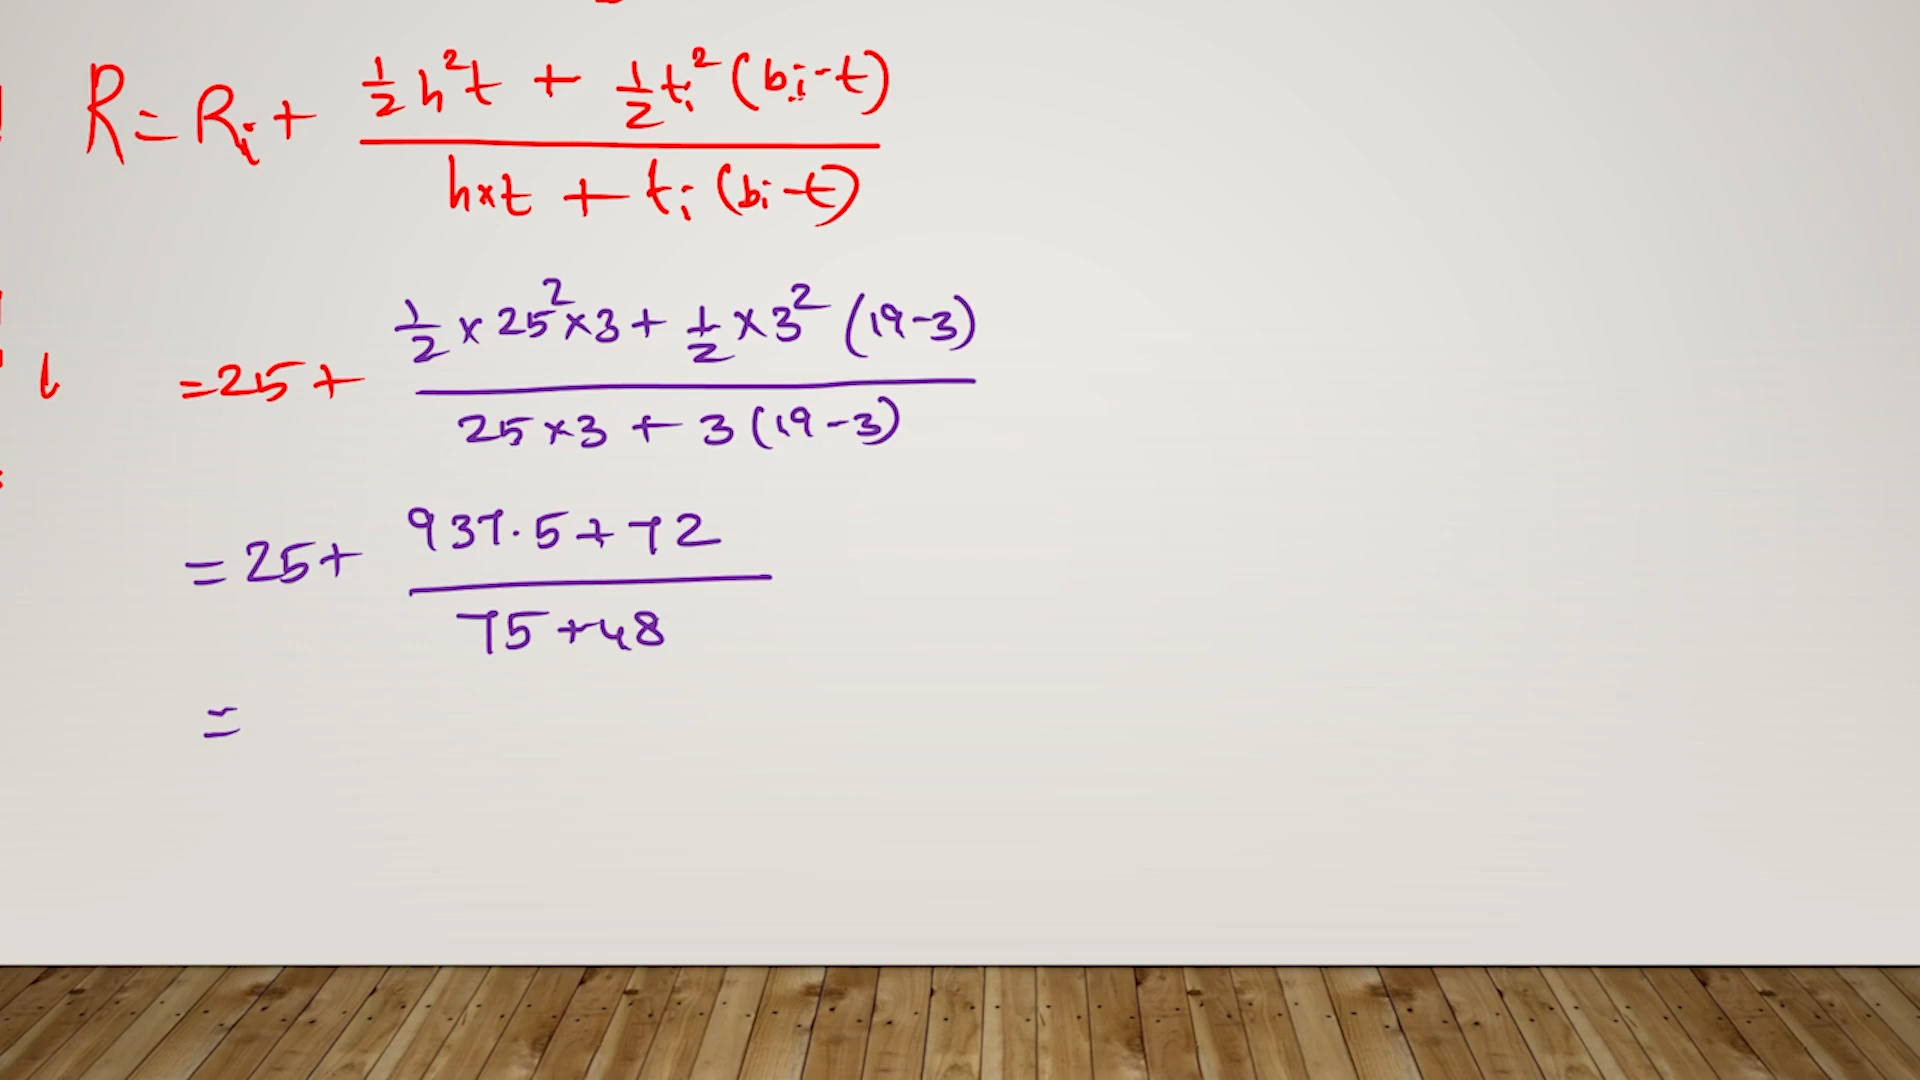 R = Ri + (½h²t + ½ti²(bi-t)) / (h×t + ti(bi-t))
= 25 + (½ × 25² × 3 + ½ × 3² (19-3)) / (25×3 + 3(19-3))
= 25 + (937.5 + 72) / (75 + 48)
=